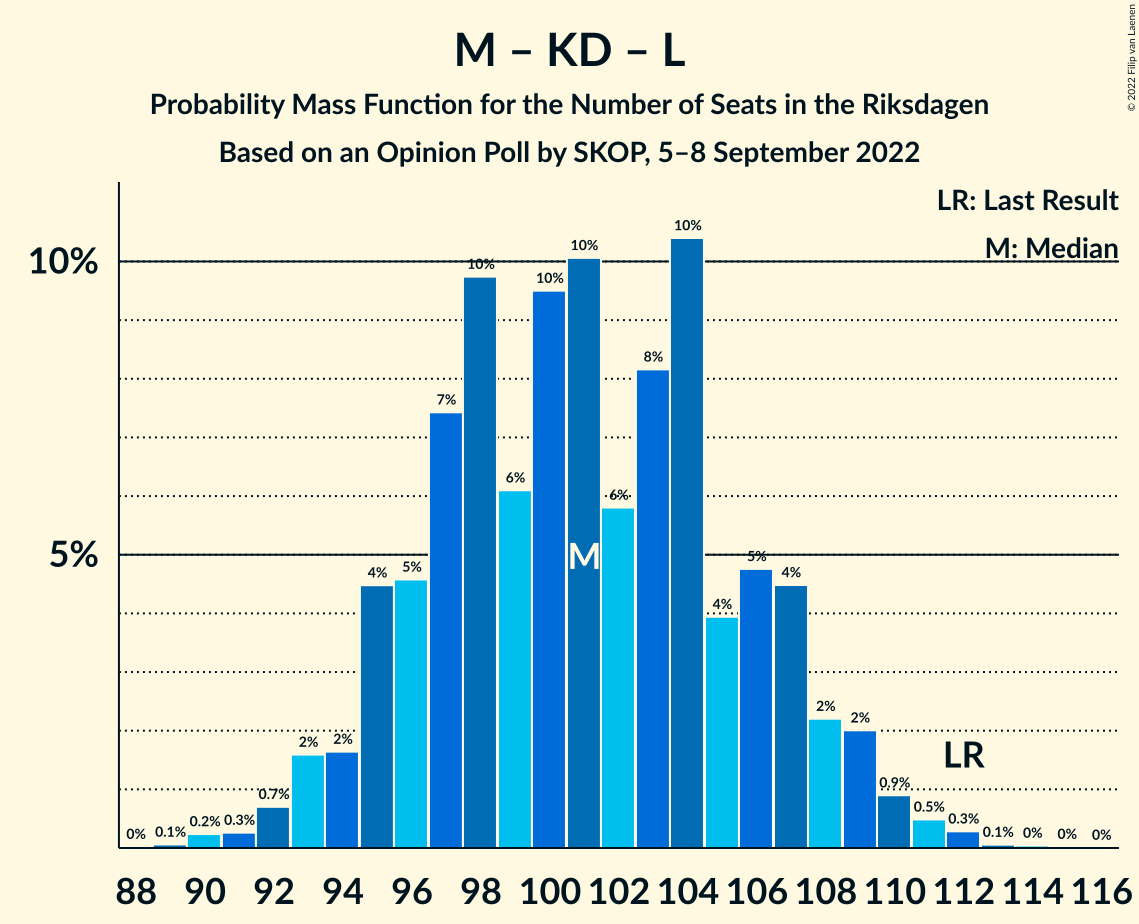 M – KD – L
Probability Mass Function for the Number of Seats in the Riksdagen
Based on an Opinion Poll by SKOP, 5–8 September 2022
© 2022 Filip van Laenen
LR: Last Result
M: Median
10%
5%
0% 0.1% 0.2% 0.3% 0.7% 2% 2% 4% 5% 7% 10% 6% 10% 10% 6% 8% 10% 4% 5% 4% 2% 2% 0.9% 0.5% 0.3% 0.1% 0% 0% 0%
M
LR
88 90 92 94 96 98 100 102 104 106 108 110 112 114 116